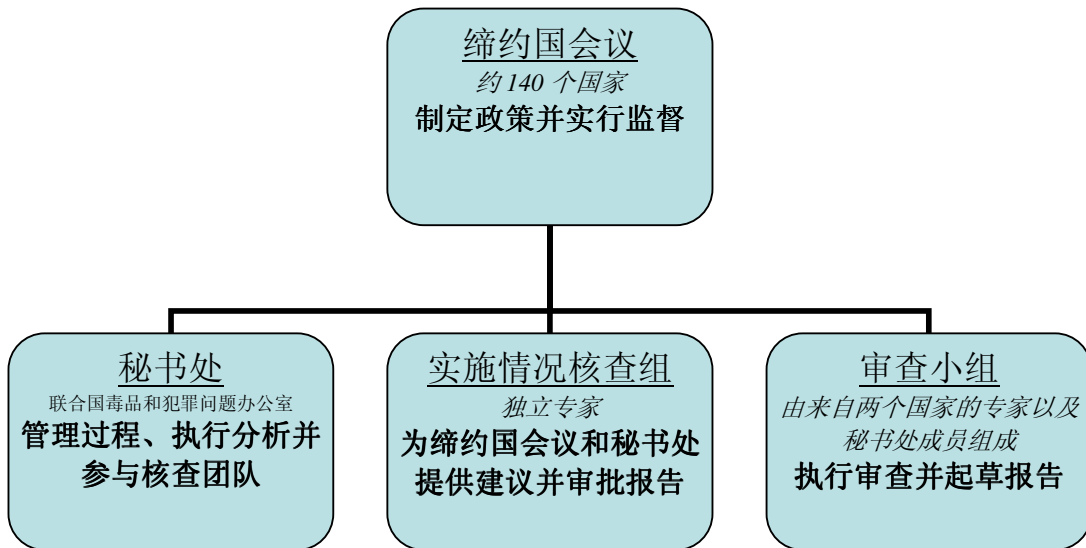 缔约国会议
约 140 个国家
制定政策并实行监督
秘书处
联合国毒品和犯罪问题办公室
管理过程、执行分析并
参与核查团队
实施情况核查组
独立专家
为缔约国会议和秘书处
提供建议并审批报告
审查小组
由来自两个国家的专家以及
秘书处成员组成
执行审查并起草报告